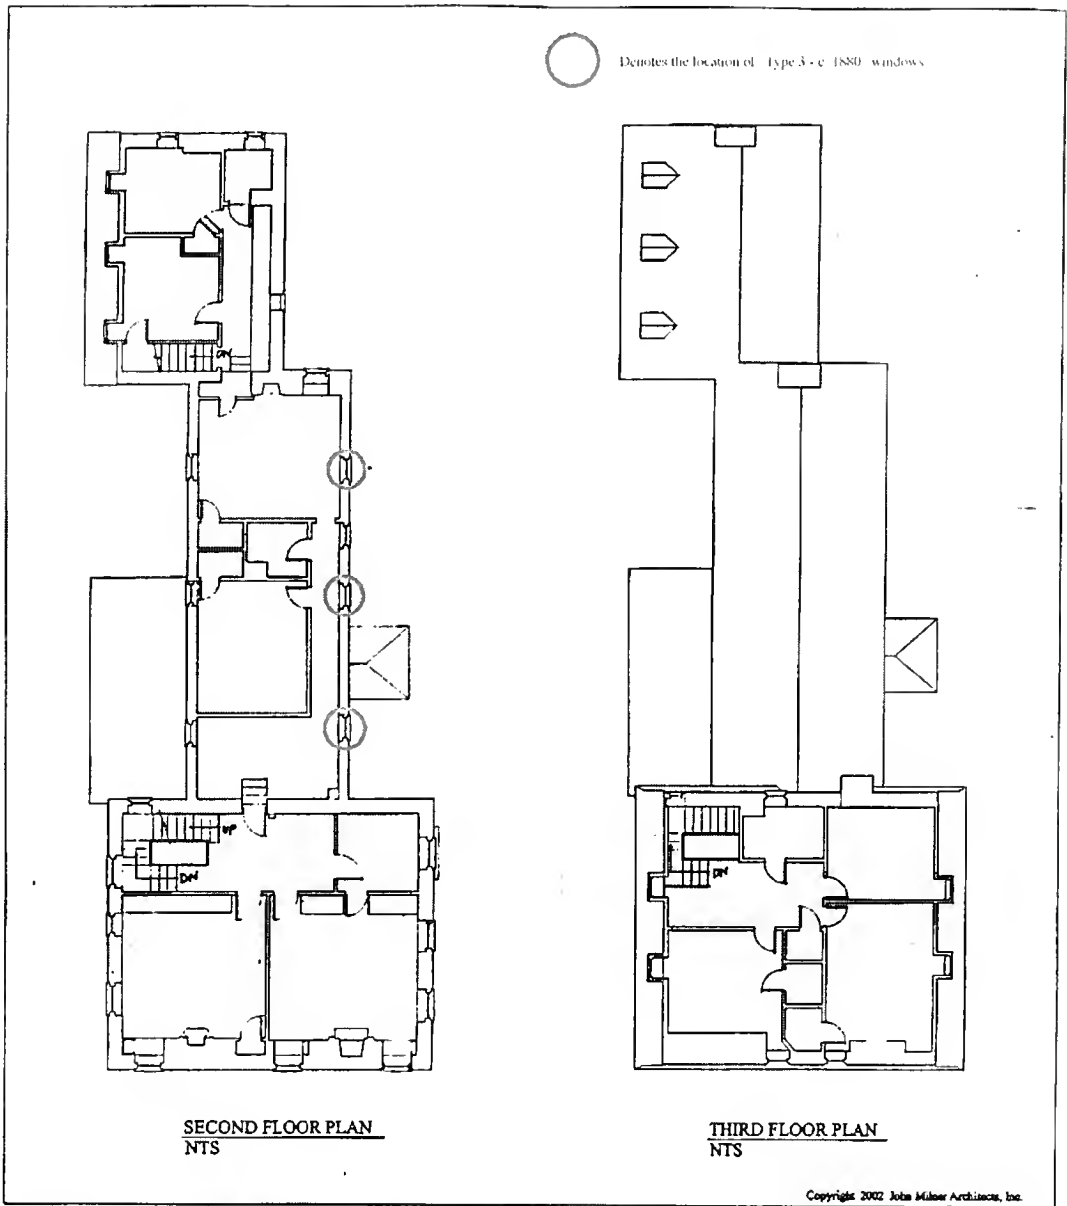 Denotes the location of Type 3 - c 1880 windows
DN
UP
DN
DN
SECOND FLOOR PLAN
NTS
THIRD FLOOR PLAN
NTS
Copyright 2002 John Milner Architects, Inc.